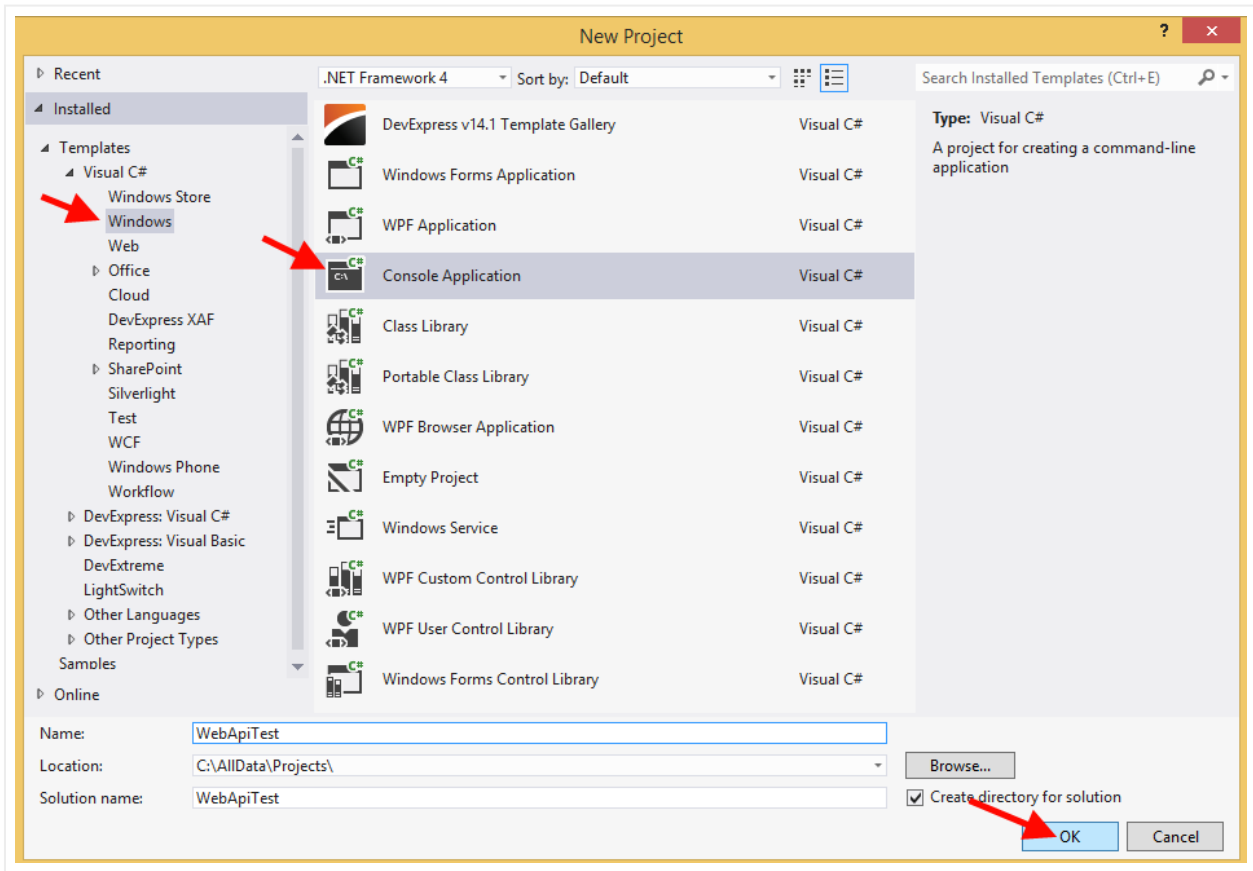 New Project
?
Recent
Installed
Templates
Visual C#
Windows Store
Windows
Web
Office
Cloud
DevExpress XAF
Reporting
SharePoint
Silverlight
Test
WCF
Windows Phone
Workflow
DevExpress: Visual C#
DevExpress: Visual Basic
DevExtreme
LightSwitch
Other Languages
Other Project Types
Samples
Online
.NET Framework 4 Sort by: Default
DevExpress v14.1 Template Gallery Visual C#
C# Windows Forms Application Visual C#
C# WPF Application Visual C#
C# C:\ Console Application Visual C#
C# Class Library Visual C#
C# Portable Class Library Visual C#
C# WPF Browser Application Visual C#
C# Empty Project Visual C#
C# Windows Service Visual C#
C# WPF Custom Control Library Visual C#
C# WPF User Control Library Visual C#
C# Windows Forms Control Library Visual C#
Search Installed Templates (Ctrl+E)
Type: Visual C#
A project for creating a command-line
application
Name: WebApiTest
Location: C:\AllData\Projects\ Browse...
Solution name: WebApiTest
Create directory for solution
OK Cancel